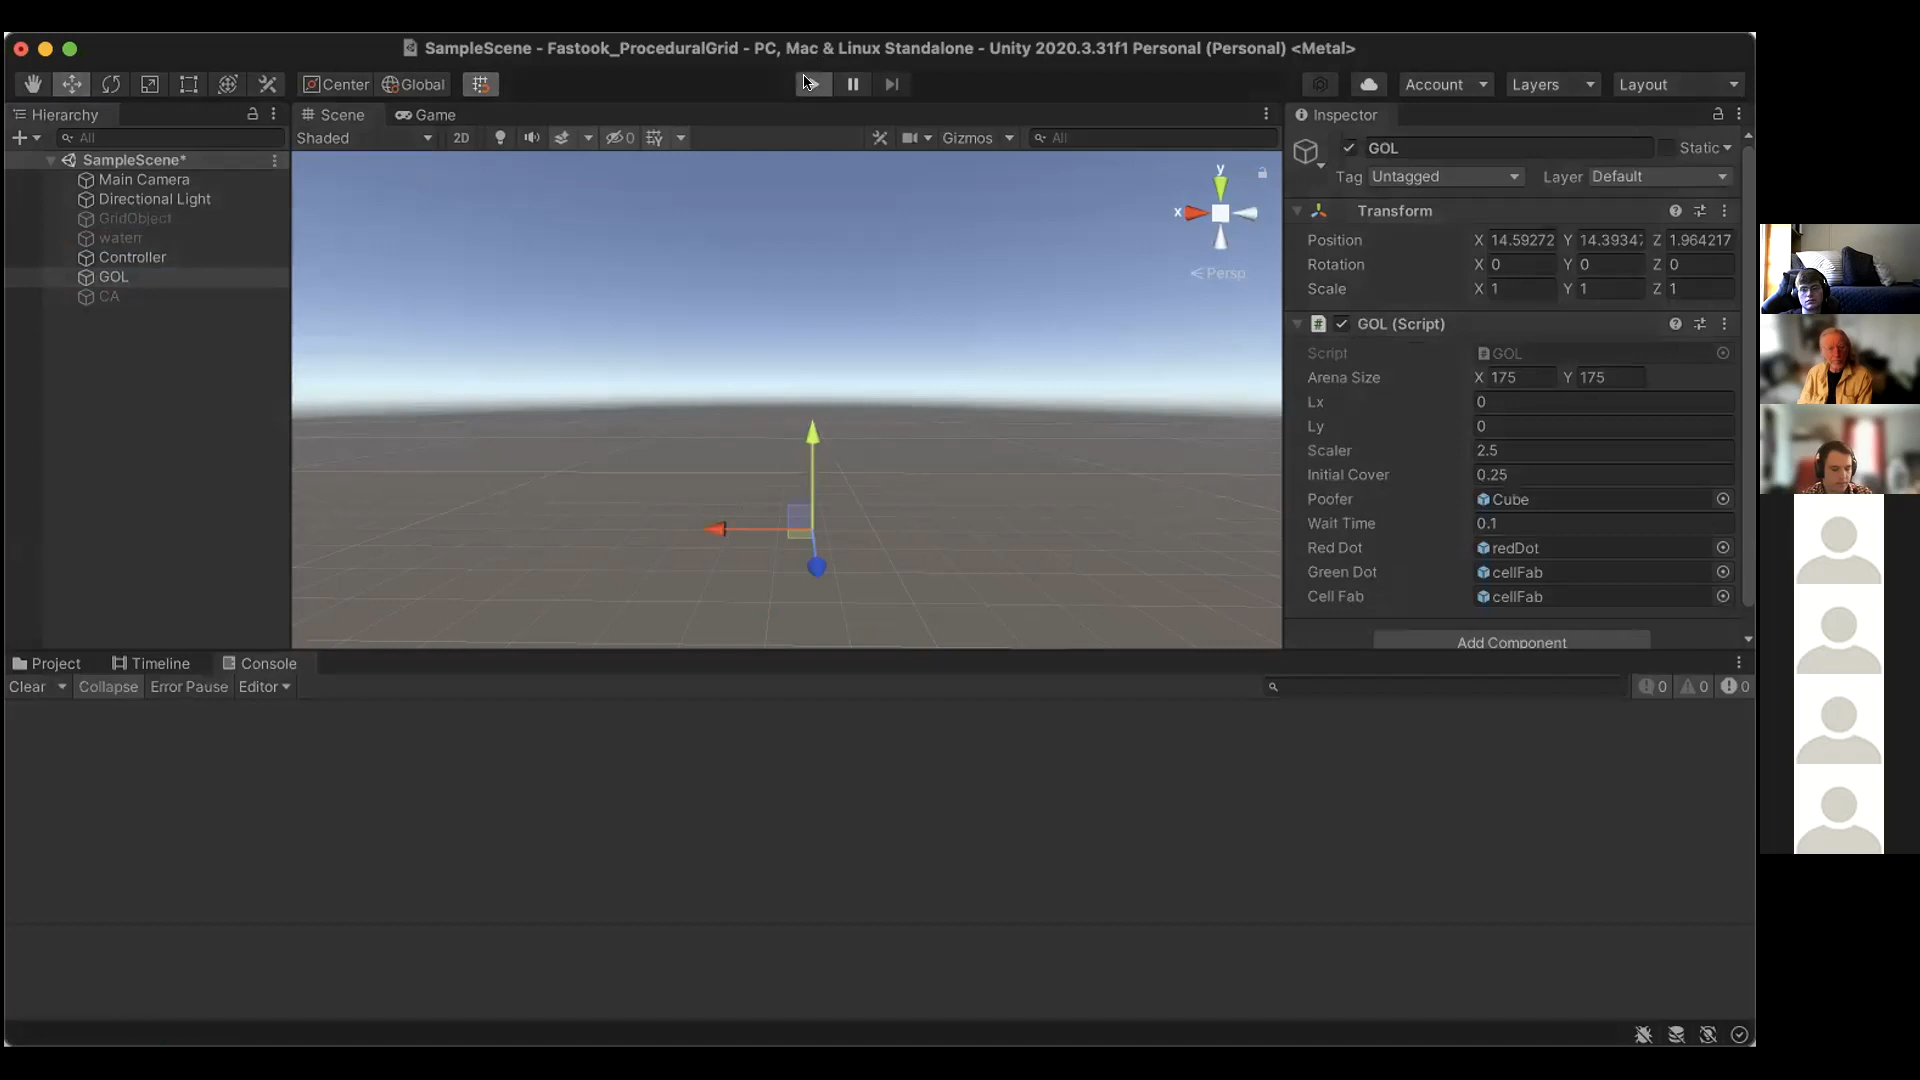 SampleScene - Fastook_ProceduralGrid - PC, Mac & Linux Standalone - Unity 2020.3.31f1 Personal (Personal) <Metal>
Center Global Account Layers Layout
Hierarchy
All
SampleScene*
Main Camera
Directional Light
GridObject
waterr
Controller
GOL
CA
Scene Game
Shaded 2D 0 Gizmos All
y
x
Persp
Inspector
GOL Static
Tag Untagged Layer Default
Transform
Position X 14.59272 Y 14.39347 Z 1.964217
Rotation X 0 Y 0 Z 0
Scale X 1 Y 1 Z 1
# GOL (Script)
Script GOL
Arena Size X 175 Y 175
Lx 0
Ly 0
Scaler 2.5
Initial Cover 0.25
Poofer Cube
Wait Time 0.1
Red Dot redDot
Green Dot cellFab
Cell Fab cellFab
Add Component
Project Timeline Console
Clear Collapse Error Pause Editor 0 0 0